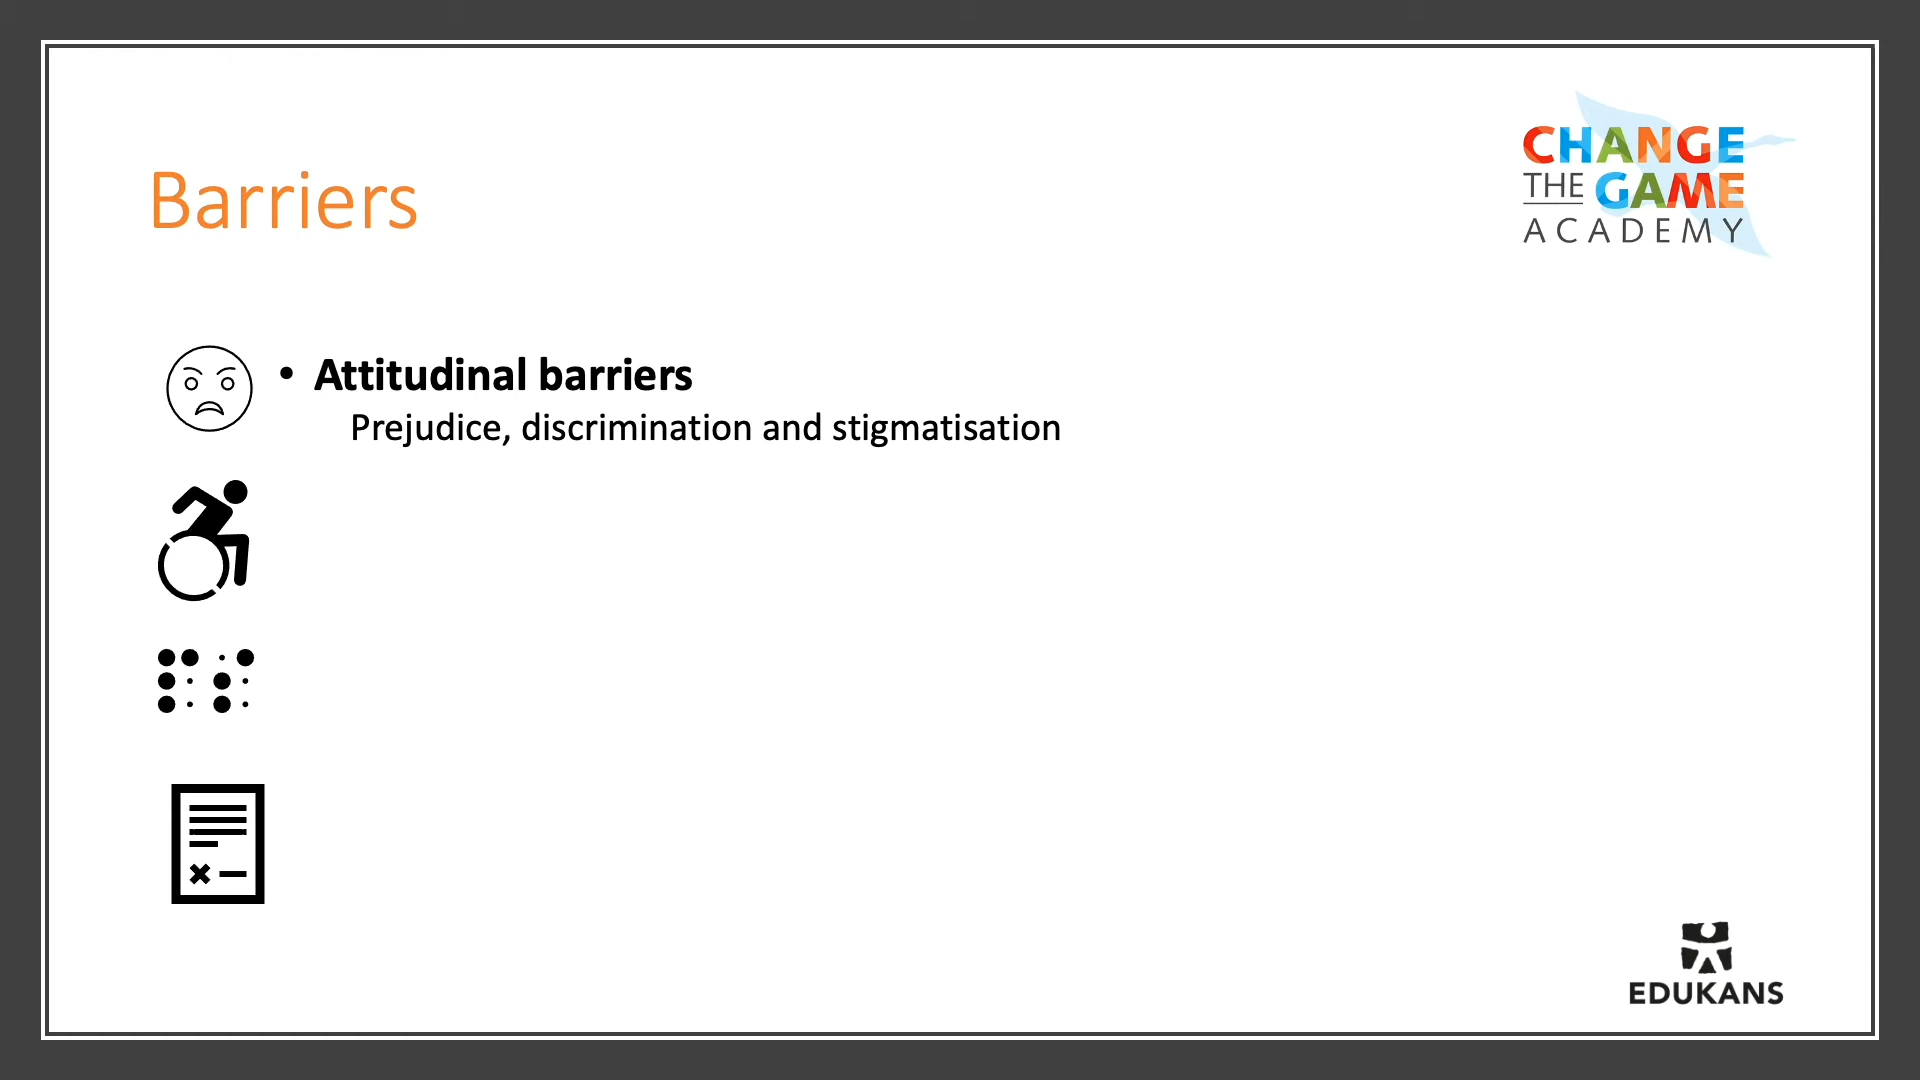 Barriers
CHANGE
THE GAME
ACADEMY
• Attitudinal barriers
Prejudice, discrimination and stigmatisation
EDUKANS